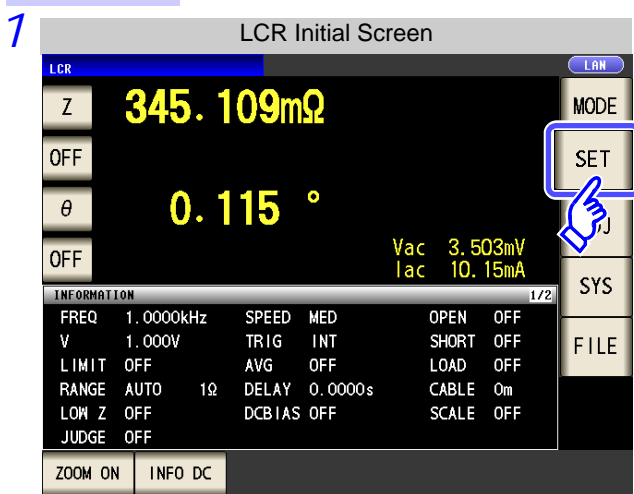 1
LCR Initial Screen
LCR
LAN
Z
345.109mΩ
MODE
OFF
SET
θ
0.115 °
OFF
Vac 3.503mV
Iac 10.15mA
SYS
INFORMATION 1/2
FREQ 1.0000kHz SPEED MED OPEN OFF
V 1.000V TRIG INT SHORT OFF
FILE
LIMIT OFF AVG OFF LOAD OFF
RANGE AUTO 1Ω DELAY 0.0000s CABLE 0m
LOW Z OFF DCBIAS OFF SCALE OFF
JUDGE OFF
ZOOM ON INFO DC